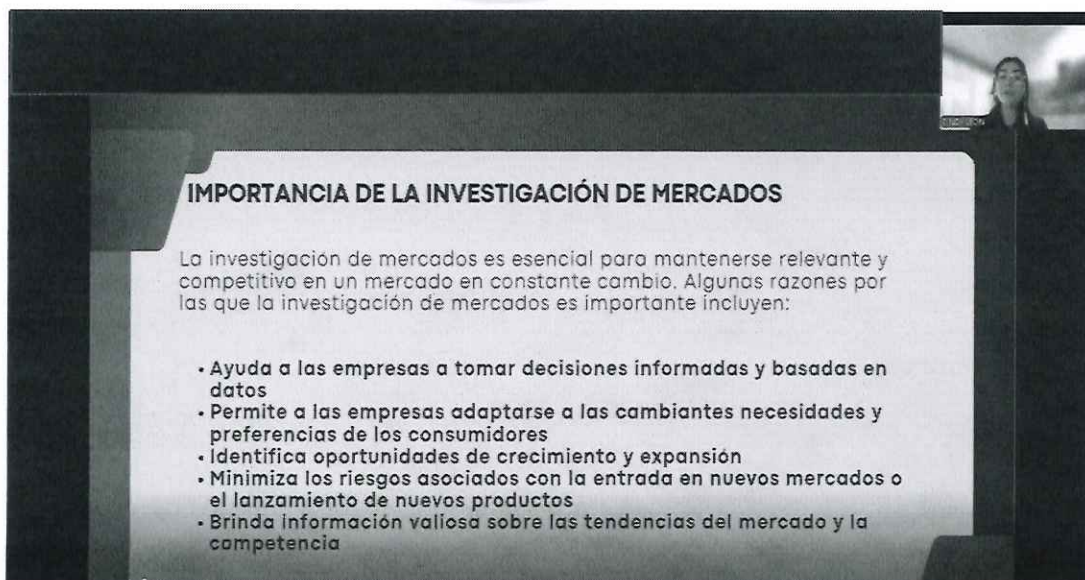 IMPORTANCIA DE LA INVESTIGACIÓN DE MERCADOS
La investigación de mercados es esencial para mantenerse relevante y
competitivo en un mercado en constante cambio. Algunas razones por
las que la investigación de mercados es importante incluyen:
• Ayuda a las empresas a tomar decisiones informadas y basadas en
datos
• Permite a las empresas adaptarse a las cambiantes necesidades y
preferencias de los consumidores
• Identifica oportunidades de crecimiento y expansión
• Minimiza los riesgos asociados con la entrada en nuevos mercados o
el lanzamiento de nuevos productos
• Brinda información valiosa sobre las tendencias del mercado y la
competencia